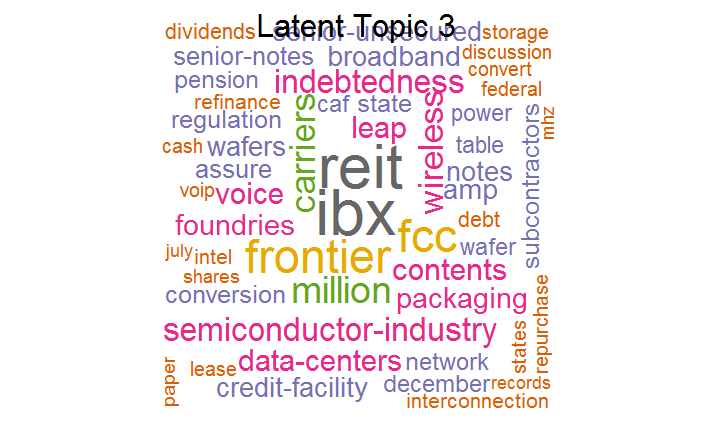 Latent Topic 3
dividends senior-unsecured storage
senior-notes broadband discussion
pension indebtedness convert
federal
refinance caf state power mhz
regulation leap
cash wafers carriers wireless table
assure reit notes
voip voice ibx amp subcontractors
foundries fcc debt
july intel frontier wafer
shares contents
conversion million packaging repurchase
semiconductor-industry states
data-centers network
paper lease credit-facility december records
interconnection